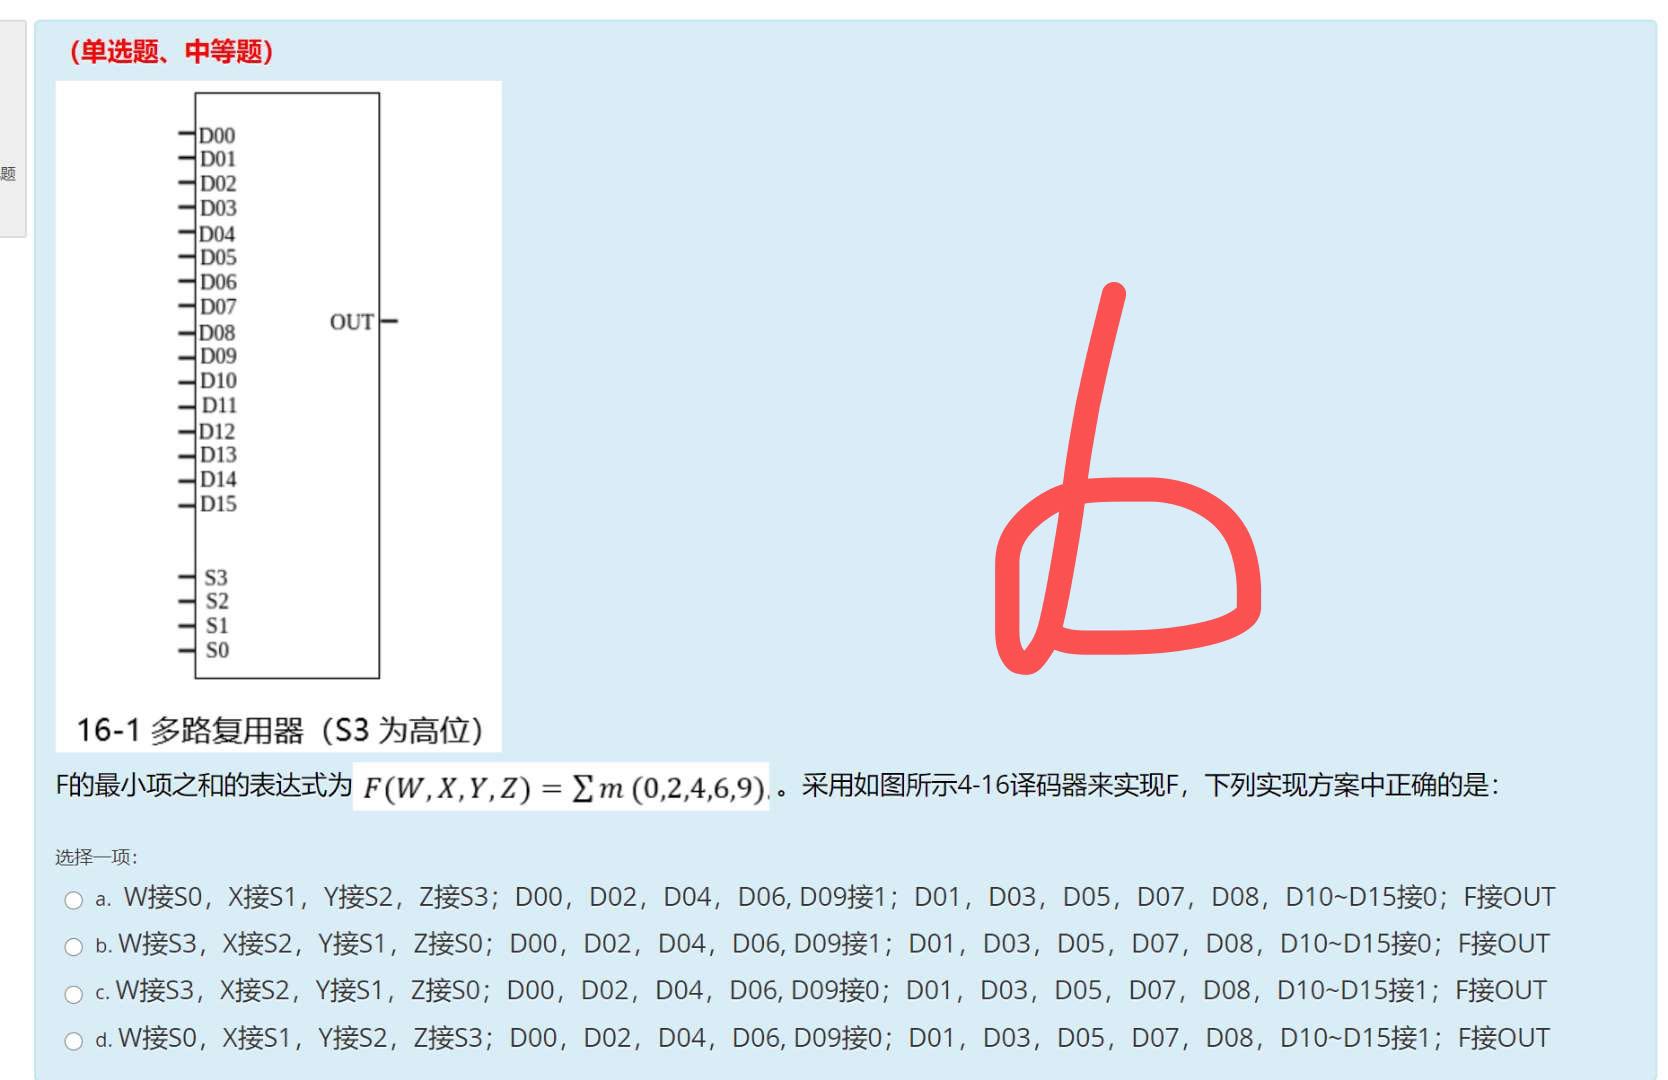 题
（单选题、中等题）
D00
D01
D02
D03
D04
D05
D06
D07
D08
D09
D10
D11
D12
D13
D14
D15
OUT
S3
S2
S1
S0
16-1 多路复用器（S3 为高位）
F的最小项之和的表达式为 F(W,X,Y,Z) = ∑m (0,2,4,6,9). 。采用如图所示4-16译码器来实现F，下列实现方案中正确的是：
选择一项：
a. W接S0，X接S1，Y接S2，Z接S3；D00，D02，D04，D06, D09接1；D01，D03，D05，D07，D08，D10~D15接0；F接OUT
b. W接S3，X接S2，Y接S1，Z接S0；D00，D02，D04，D06, D09接1；D01，D03，D05，D07，D08，D10~D15接0；F接OUT
c. W接S3，X接S2，Y接S1，Z接S0；D00，D02，D04，D06, D09接0；D01，D03，D05，D07，D08，D10~D15接1；F接OUT
d. W接S0，X接S1，Y接S2，Z接S3；D00，D02，D04，D06, D09接0；D01，D03，D05，D07，D08，D10~D15接1；F接OUT
b